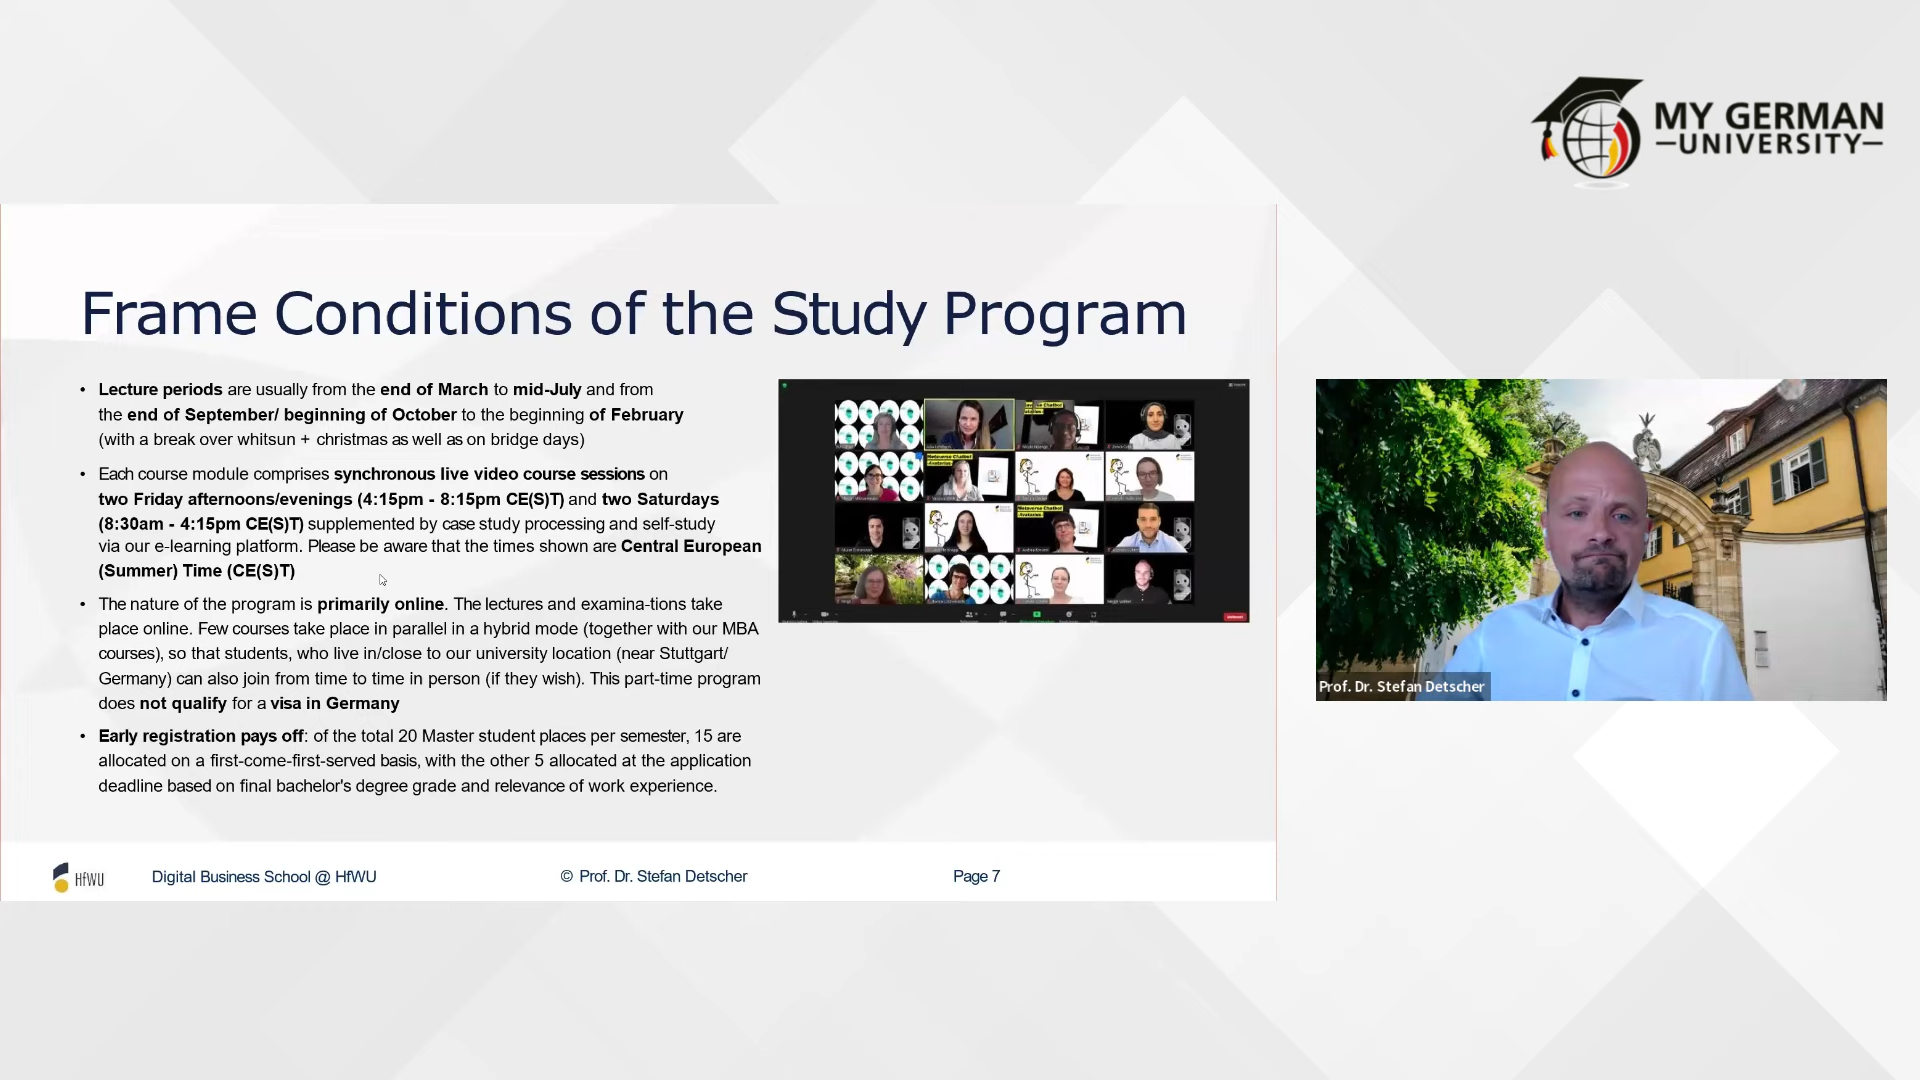 MY GERMAN
UNIVERSITY
Frame Conditions of the Study Program
• Lecture periods are usually from the end of March to mid-July and from
the end of September/ beginning of October to the beginning of February
(with a break over whitsun + christmas as well as on bridge days)
• Each course module comprises synchronous live video course sessions on
two Friday afternoons/evenings (4:15pm - 8:15pm CE(S)T) and two Saturdays
(8:30am - 4:15pm CE(S)T) supplemented by case study processing and self-study
via our e-learning platform. Please be aware that the times shown are Central European
(Summer) Time (CE(S)T)
• The nature of the program is primarily online. The lectures and examina-tions take
place online. Few courses take place in parallel in a hybrid mode (together with our MBA
courses), so that students, who live in/close to our university location (near Stuttgart/
Germany) can also join from time to time in person (if they wish). This part-time program
does not qualify for a visa in Germany
• Early registration pays off: of the total 20 Master student places per semester, 15 are
allocated on a first-come-first-served basis, with the other 5 allocated at the application
deadline based on final bachelor's degree grade and relevance of work experience.
Metaverse Chatbot
Prof. Dr. Stefan Detscher
HfWU
Digital Business School @ HfWU
© Prof. Dr. Stefan Detscher
Page 7